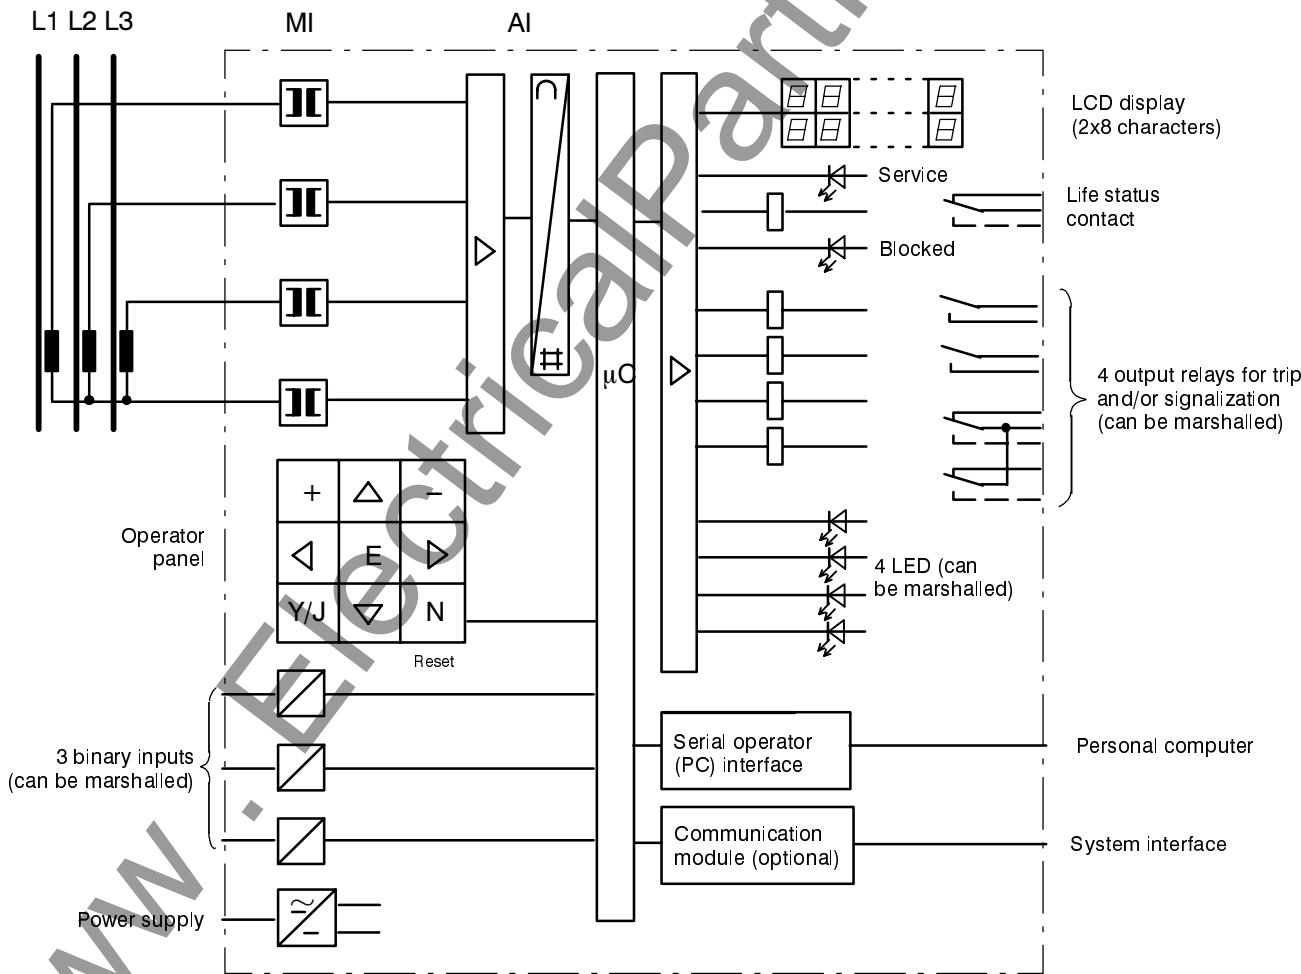 L1 L2 L3
MI
AI
LCD display
(2x8 characters)
Service
Life status
contact
Blocked
µC
4 output relays for trip
and/or signalization
(can be marshalled)
+
−
Operator
panel
E
4 LED (can
be marshalled)
Y/J
N
Reset
Serial operator
(PC) interface
Personal computer
3 binary inputs
(can be marshalled)
Communication
module (optional)
System interface
Power supply
www.ElectricalParti